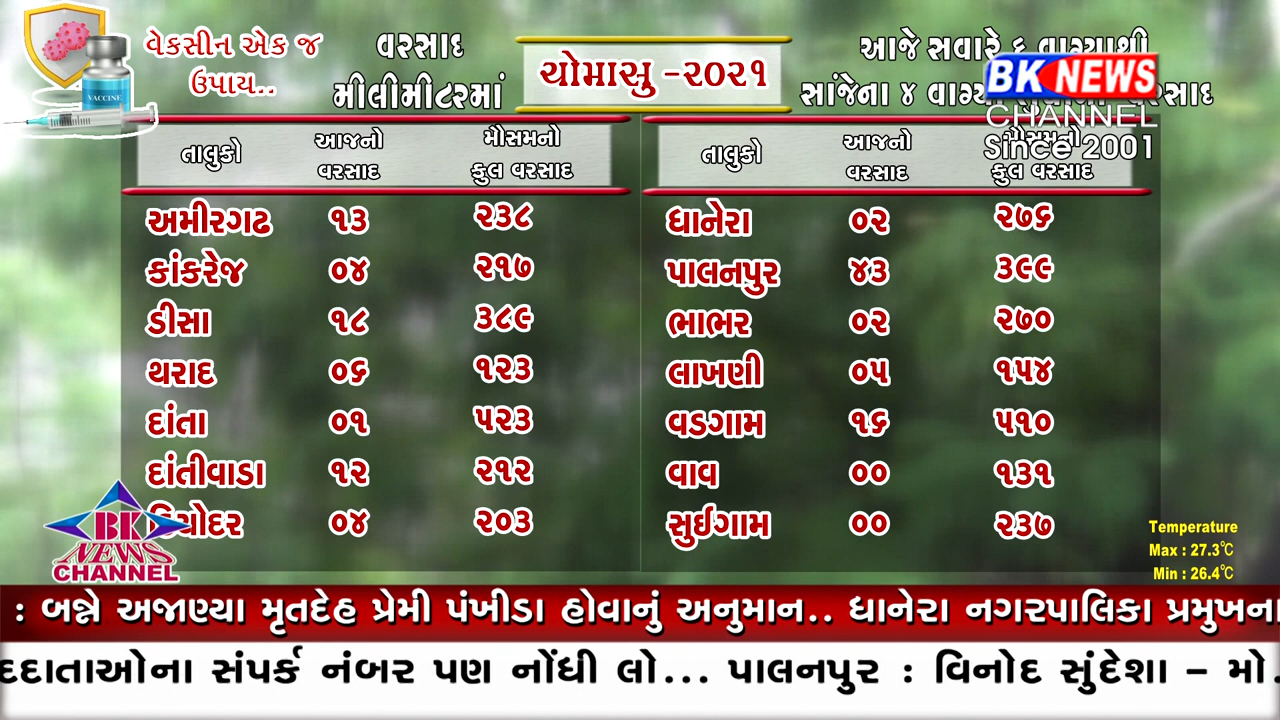 વેકસીન એક જ
ઉપાય..
VACCINE
વરસાદ
મીલીમીટરમાં
ચોમાસુ -૨૦૨૧
આજે સવારે ૬ વાગ્યાથી
સાંજેના ૪ વાગ્યા વરસાદ
BK NEWS
CHANNEL
Since 2001
તાલુકો આજનો વરસાદ મૌસમનો કુલ વરસાદ
તાલુકો આજનો વરસાદ મૌસમનો કુલ વરસાદ
અમીરગઢ ૧૩ ૨૩૮
કાંકરેજ ૦૪ ૨૧૭
ડીસા ૧૮ ૩૮૯
થરાદ ૦૬ ૧૨૩
દાંતા ૦૧ ૫૨૩
દાંતીવાડા ૧૨ ૨૧૨
દિયોદર ૦૪ ૨૦૩
ધાનેરા ૦૨ ૨૭૬
પાલનપુર ૪૩ ૩૯૯
ભાભર ૦૨ ૨૭૦
લાખણી ૦૫ ૧૫૪
વડગામ ૧૬ ૫૧૦
વાવ ૦૦ ૧૩૧
સુઈગામ ૦૦ ૨૩૭
BK
NEWS
CHANNEL
Temperature
Max : 27.3℃
Min : 26.4℃
: બન્ને અજાણ્યા મૃતદેહ પ્રેમી પંખીડા હોવાનું અનુમાન.. ધાનેરા નગરપાલિકા પ્રમુખના
દદાતાઓના સંપર્ક નંબર પણ નોંધી લો... પાલનપુર : વિનોદ સુંદેશા – મો.